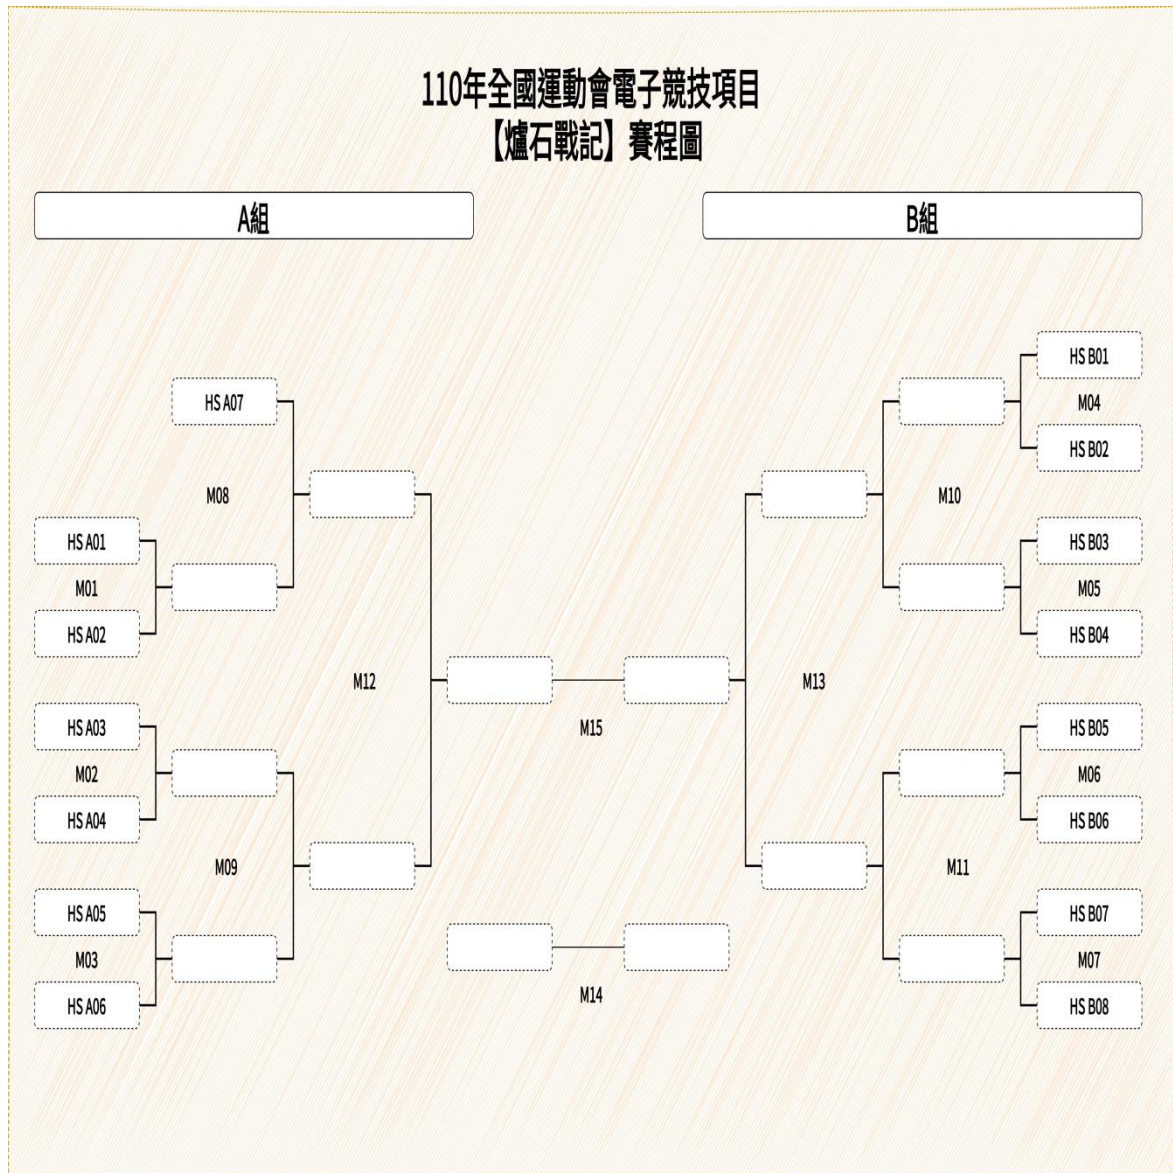 110年全國運動會電子競技項目
【爐石戰記】賽程圖
A組
B組
HS A07
M08
HS A01
M01
HS A02
HS A03
M02
HS A04
M09
HS A05
M03
HS A06
M12
M15
M14
M13
HS B01
M04
HS B02
M10
HS B03
M05
HS B04
HS B05
M06
HS B06
M11
HS B07
M07
HS B08